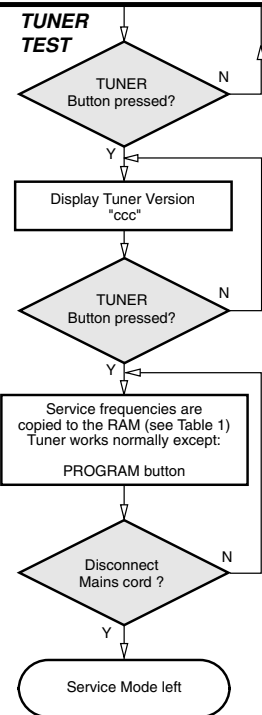 TUNER
TEST
TUNER
Button pressed?
N
Y
Display Tuner Version
"ccc"
TUNER
Button pressed?
N
Y
Service frequencies are
copied to the RAM (see Table 1)
Tuner works normally except:
PROGRAM button
Disconnect
Mains cord ?
N
Y
Service Mode left